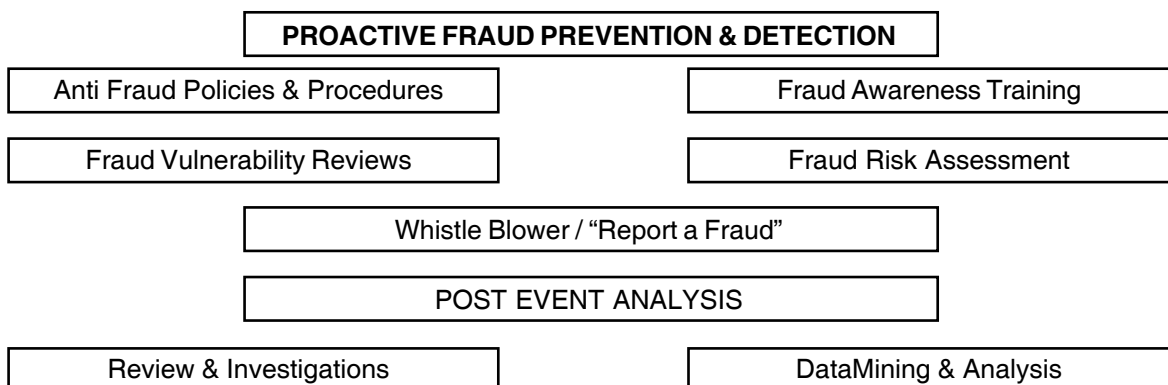 PROACTIVE FRAUD PREVENTION & DETECTION
Anti Fraud Policies & Procedures
Fraud Awareness Training
Fraud Vulnerability Reviews
Fraud Risk Assessment
Whistle Blower / “Report a Fraud”
POST EVENT ANALYSIS
Review & Investigations
DataMining & Analysis